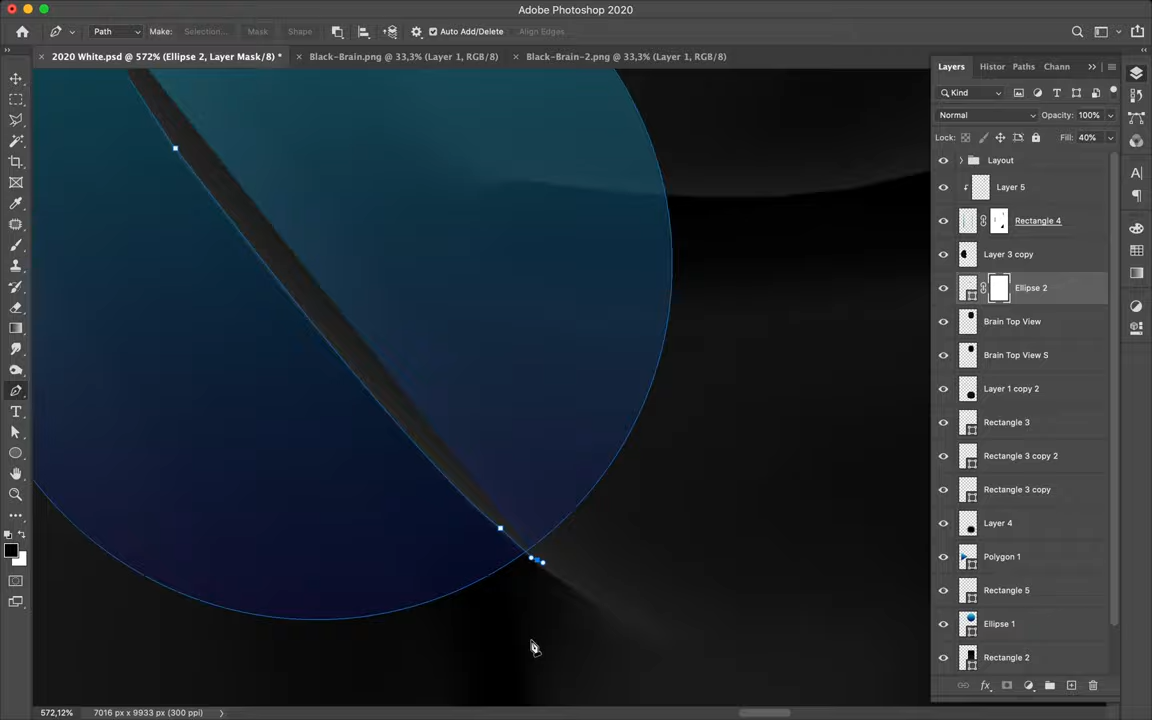 Adobe Photoshop 2020
Path Make: Selection... Mask Shape Auto Add/Delete Align Edges
2020 White.psd @ 572% (Ellipse 2, Layer Mask/8) * Black-Brain.png @ 33,3% (Layer 1, RGB/8) Black-Brain-2.png @ 33,3% (Layer 1, RGB/8)
Layers Histor Paths Chann
Kind
Normal Opacity: 100%
Lock: Fill: 40%
Layout
Layer 5
Rectangle 4
Layer 3 copy
Ellipse 2
Brain Top View
Brain Top View S
Layer 1 copy 2
Rectangle 3
Rectangle 3 copy 2
Rectangle 3 copy
Layer 4
Polygon 1
Rectangle 5
Ellipse 1
Rectangle 2
572,12% 7016 px x 9933 px (300 ppi)